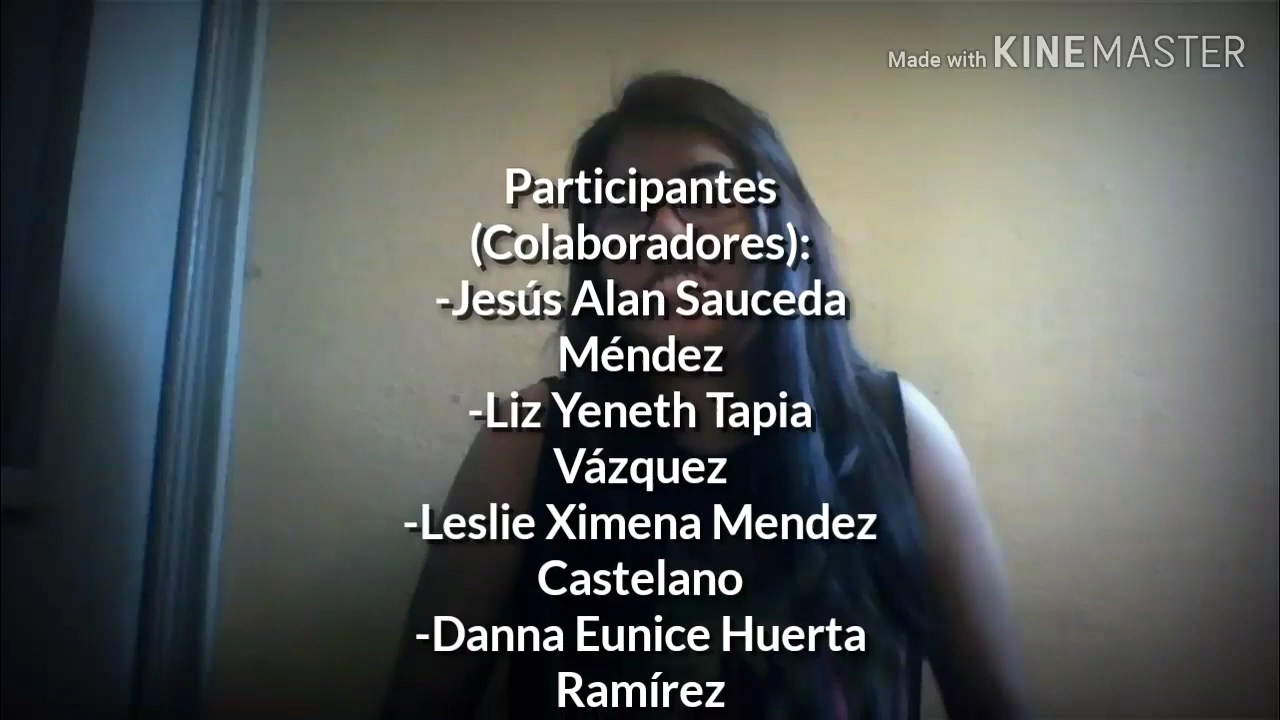 Made with KINEMASTER
Participantes
(Colaboradores):
-Jesús Alan Sauceda
Méndez
-Liz Yeneth Tapia
Vázquez
-Leslie Ximena Mendez
Castelano
-Danna Eunice Huerta
Ramírez